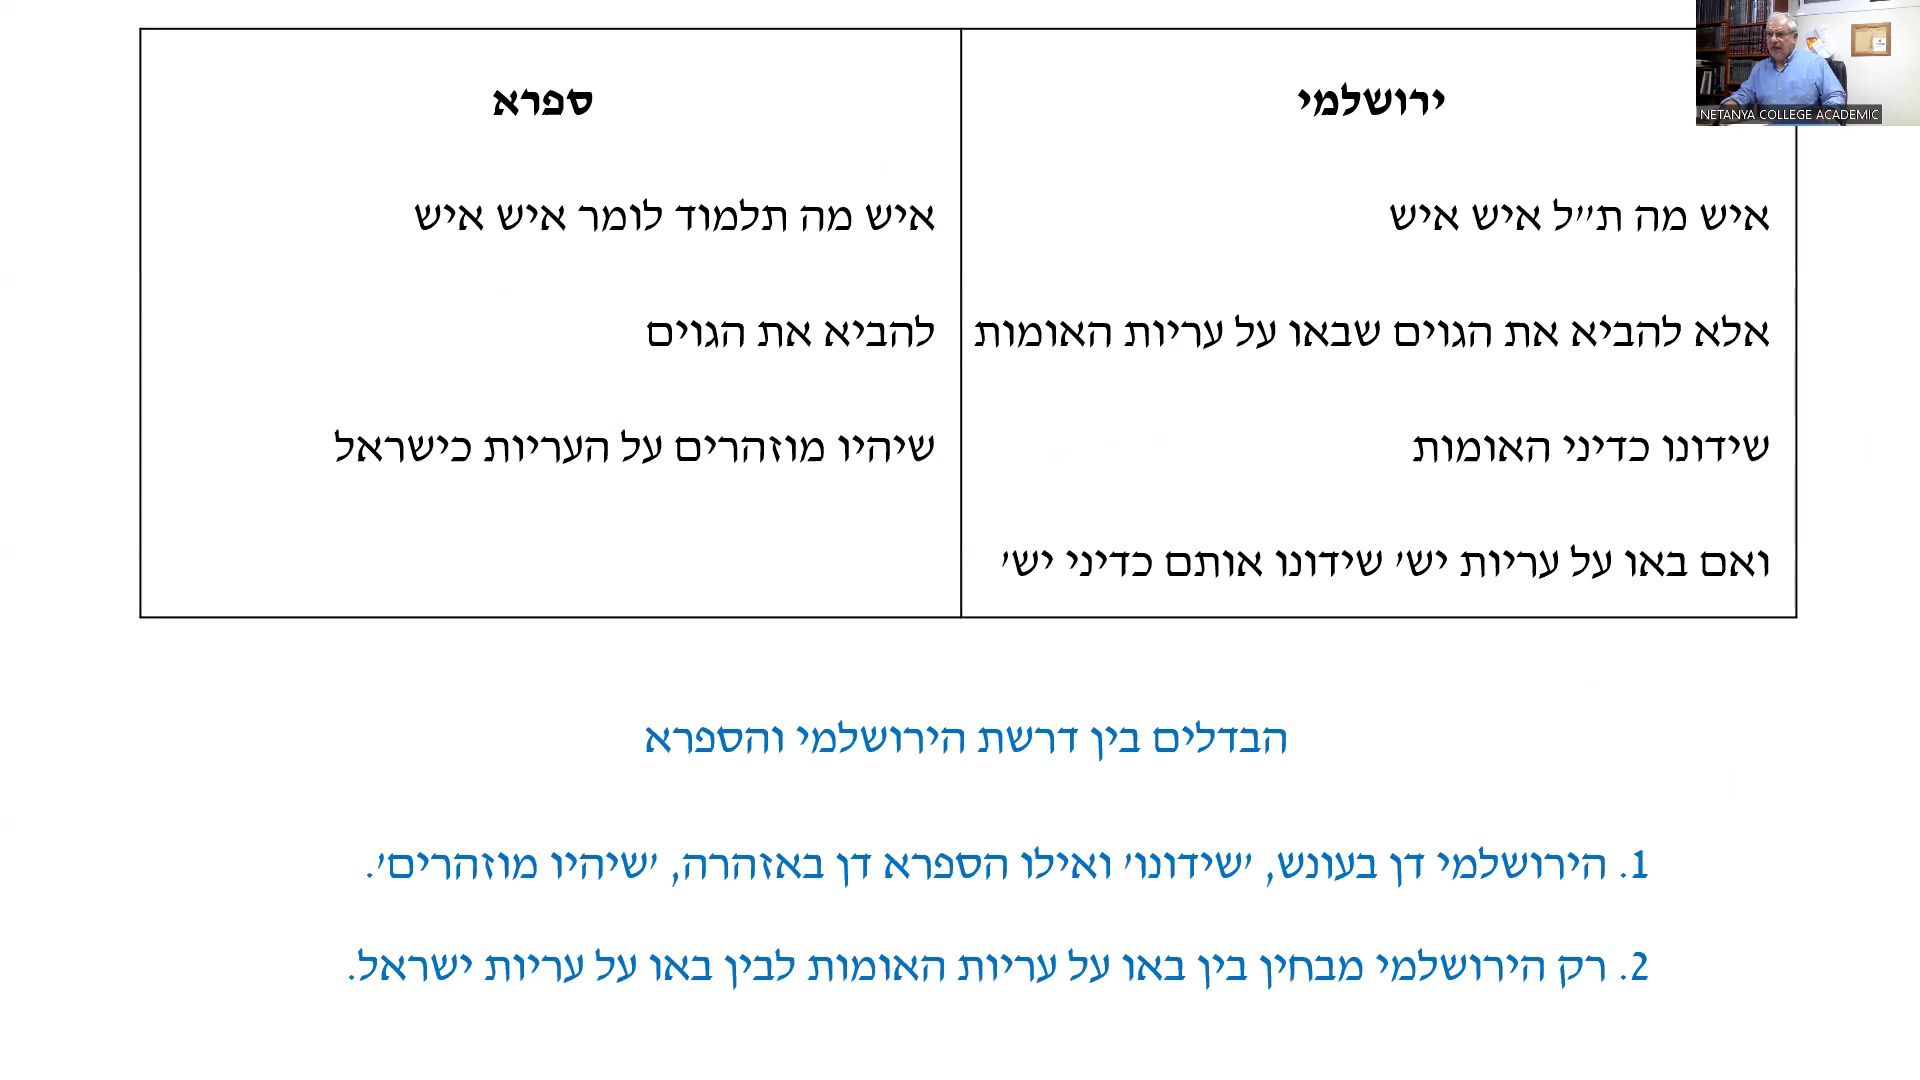 ירושלמי
איש מה ת״ל איש איש
אלא להביא את הגוים שבאו על עריות האומות
שידונו כדיני האומות
ואם באו על עריות יש׳ שידונו אותם כדיני יש׳
ספרא
איש מה תלמוד לומר איש איש
להביא את הגוים
שיהיו מוזהרים על העריות כישראל
הבדלים בין דרשת הירושלמי והספרא
1. הירושלמי דן בעונש, ׳שידונו׳ ואילו הספרא דן באזהרה, ׳שיהיו מוזהרים׳.
2. רק הירושלמי מבחין בין באו על עריות האומות לבין באו על עריות ישראל.
NETANYA COLLEGE ACADEMIC